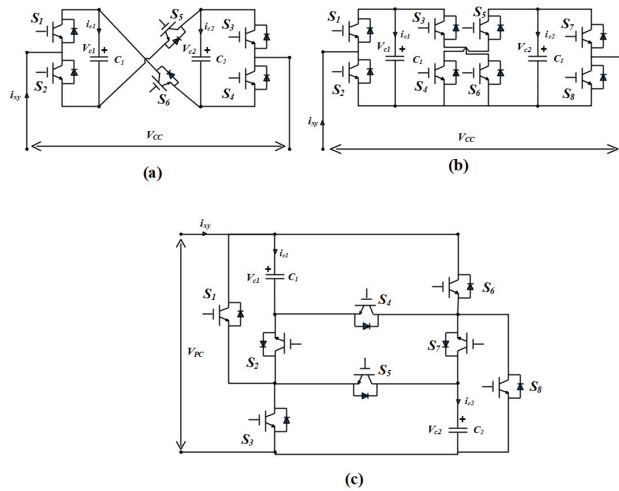 S1 ic1 S5 ic2 S3
Vc1 + C1 Vc2 + C2
S2 S6 S4
ixy
VCC
(a)
S1 ic1 S3 S5 ic2 S7
Vc1 + C1 Vc2 + C2
S2 S4 S6 S8
ixy
VCC
(b)
ixy
ic1
+
Vc1 C1
S6
S1
S4
VPC
S2 S7
S5
S8
ic2
S3
+
Vc2 C2
(c)